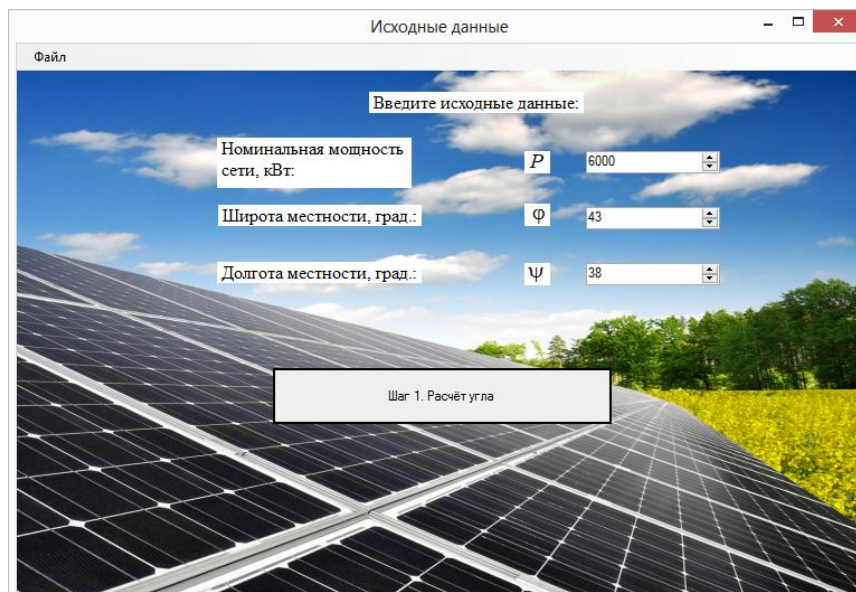 Исходные данные
Файл
Введите исходные данные:
Номинальная мощность
сети, кВт:
P
6000
Широта местности, град.:
φ
43
Долгота местности, град.:
ψ
38
Шаг 1. Расчёт угла